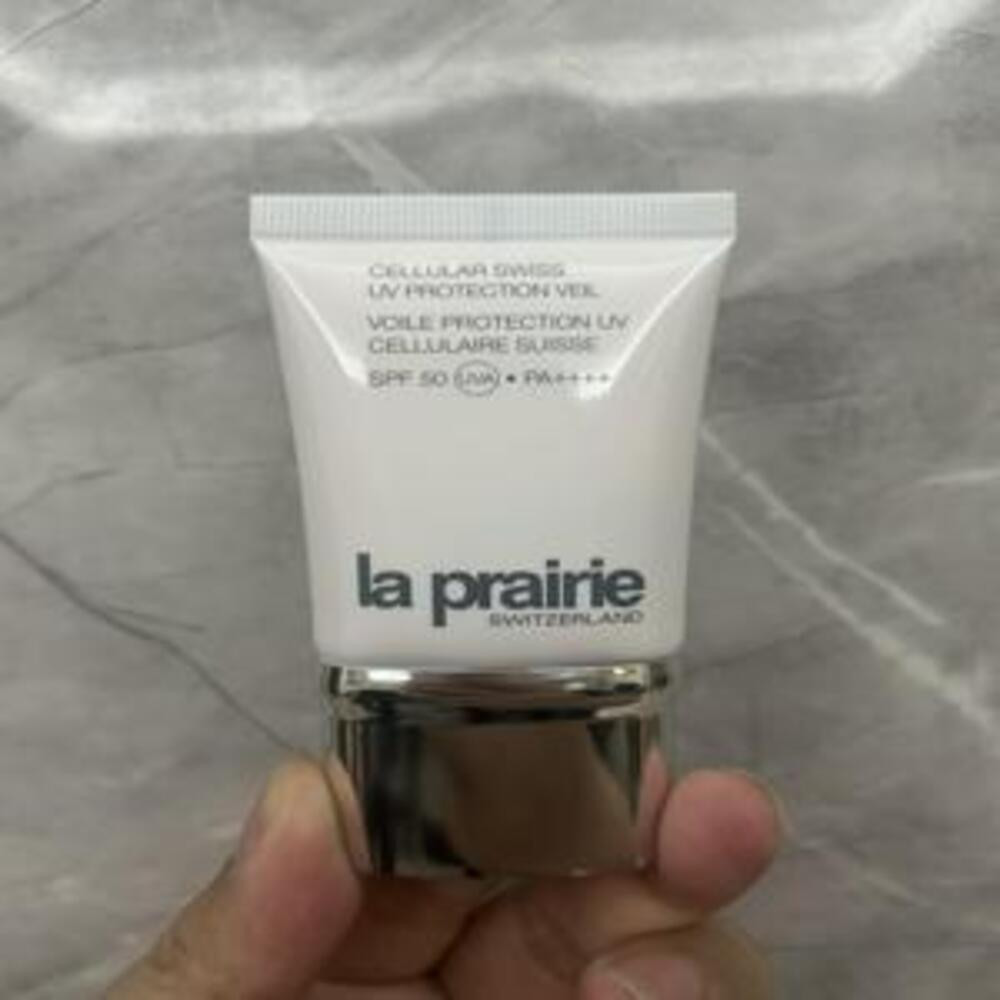 CELLULAR SWISS
UV PROTECTION VEIL
VOILE PROTECTION UV
CELLULAIRE SUISSE
SPF 50 UVA • PA++++
la prairie
SWITZERLAND